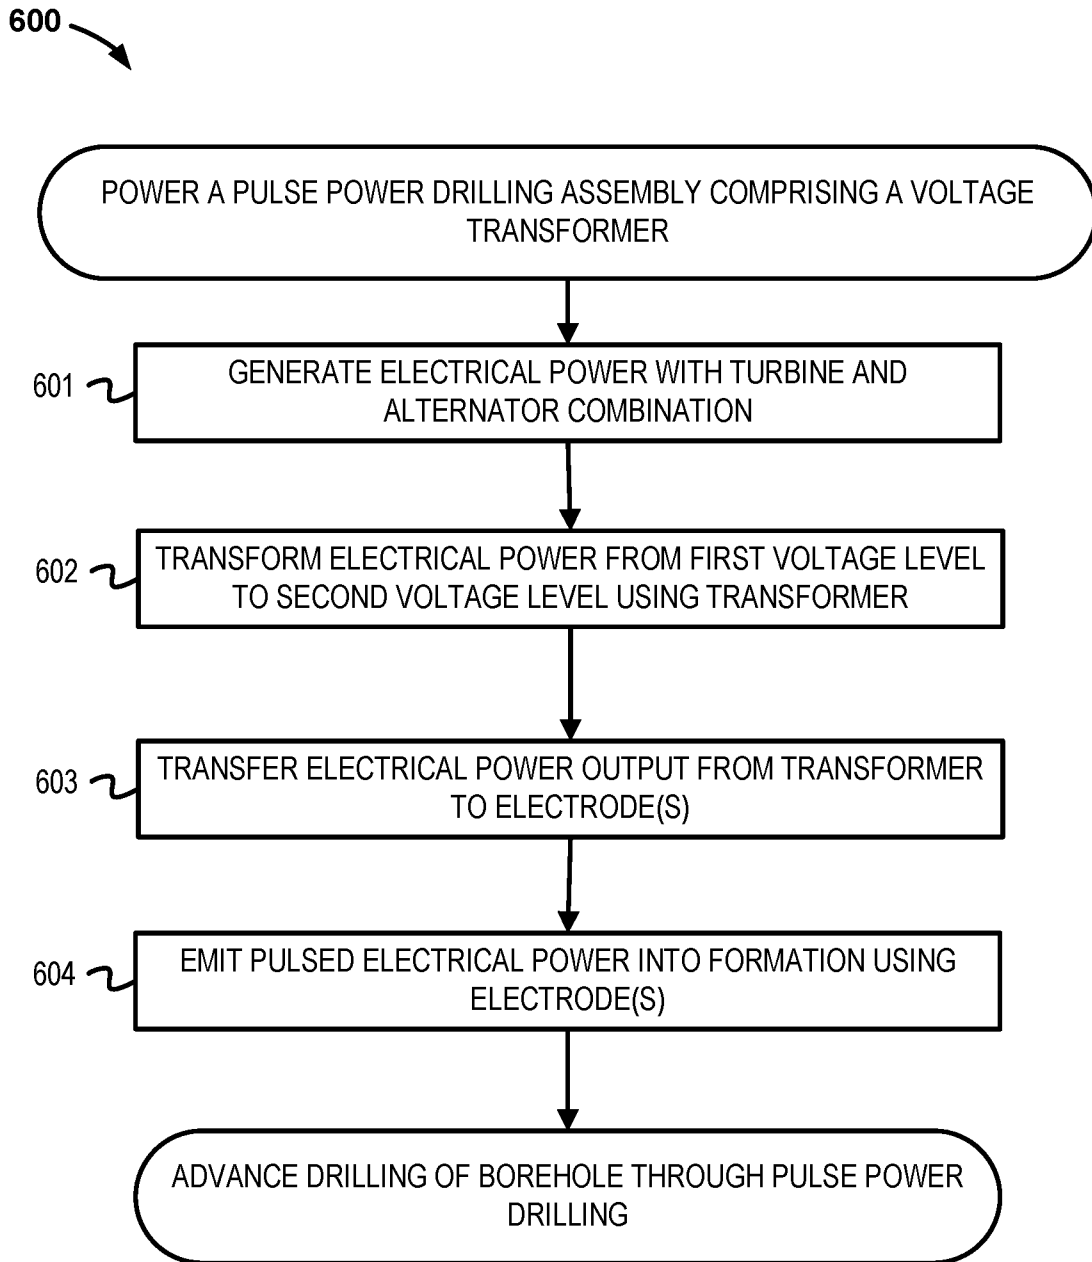 600
POWER A PULSE POWER DRILLING ASSEMBLY COMPRISING A VOLTAGE
TRANSFORMER
601
GENERATE ELECTRICAL POWER WITH TURBINE AND
ALTERNATOR COMBINATION
602
TRANSFORM ELECTRICAL POWER FROM FIRST VOLTAGE LEVEL
TO SECOND VOLTAGE LEVEL USING TRANSFORMER
603
TRANSFER ELECTRICAL POWER OUTPUT FROM TRANSFORMER
TO ELECTRODE(S)
604
EMIT PULSED ELECTRICAL POWER INTO FORMATION USING
ELECTRODE(S)
ADVANCE DRILLING OF BOREHOLE THROUGH PULSE POWER
DRILLING